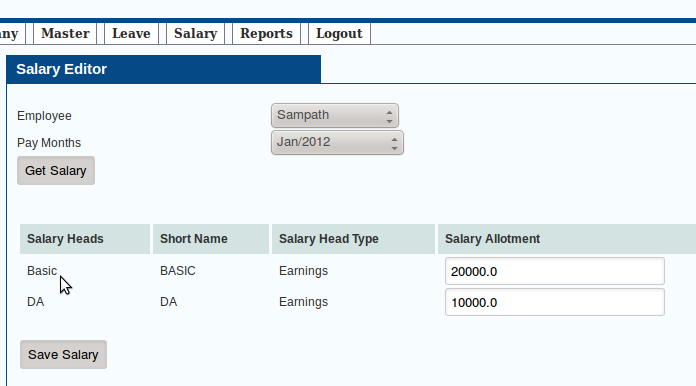 ny Master Leave Salary Reports Logout
Salary Editor
Employee Sampath
Pay Months Jan/2012
Get Salary
Salary Heads Short Name Salary Head Type Salary Allotment
Basic BASIC Earnings 20000.0
DA DA Earnings 10000.0
Save Salary